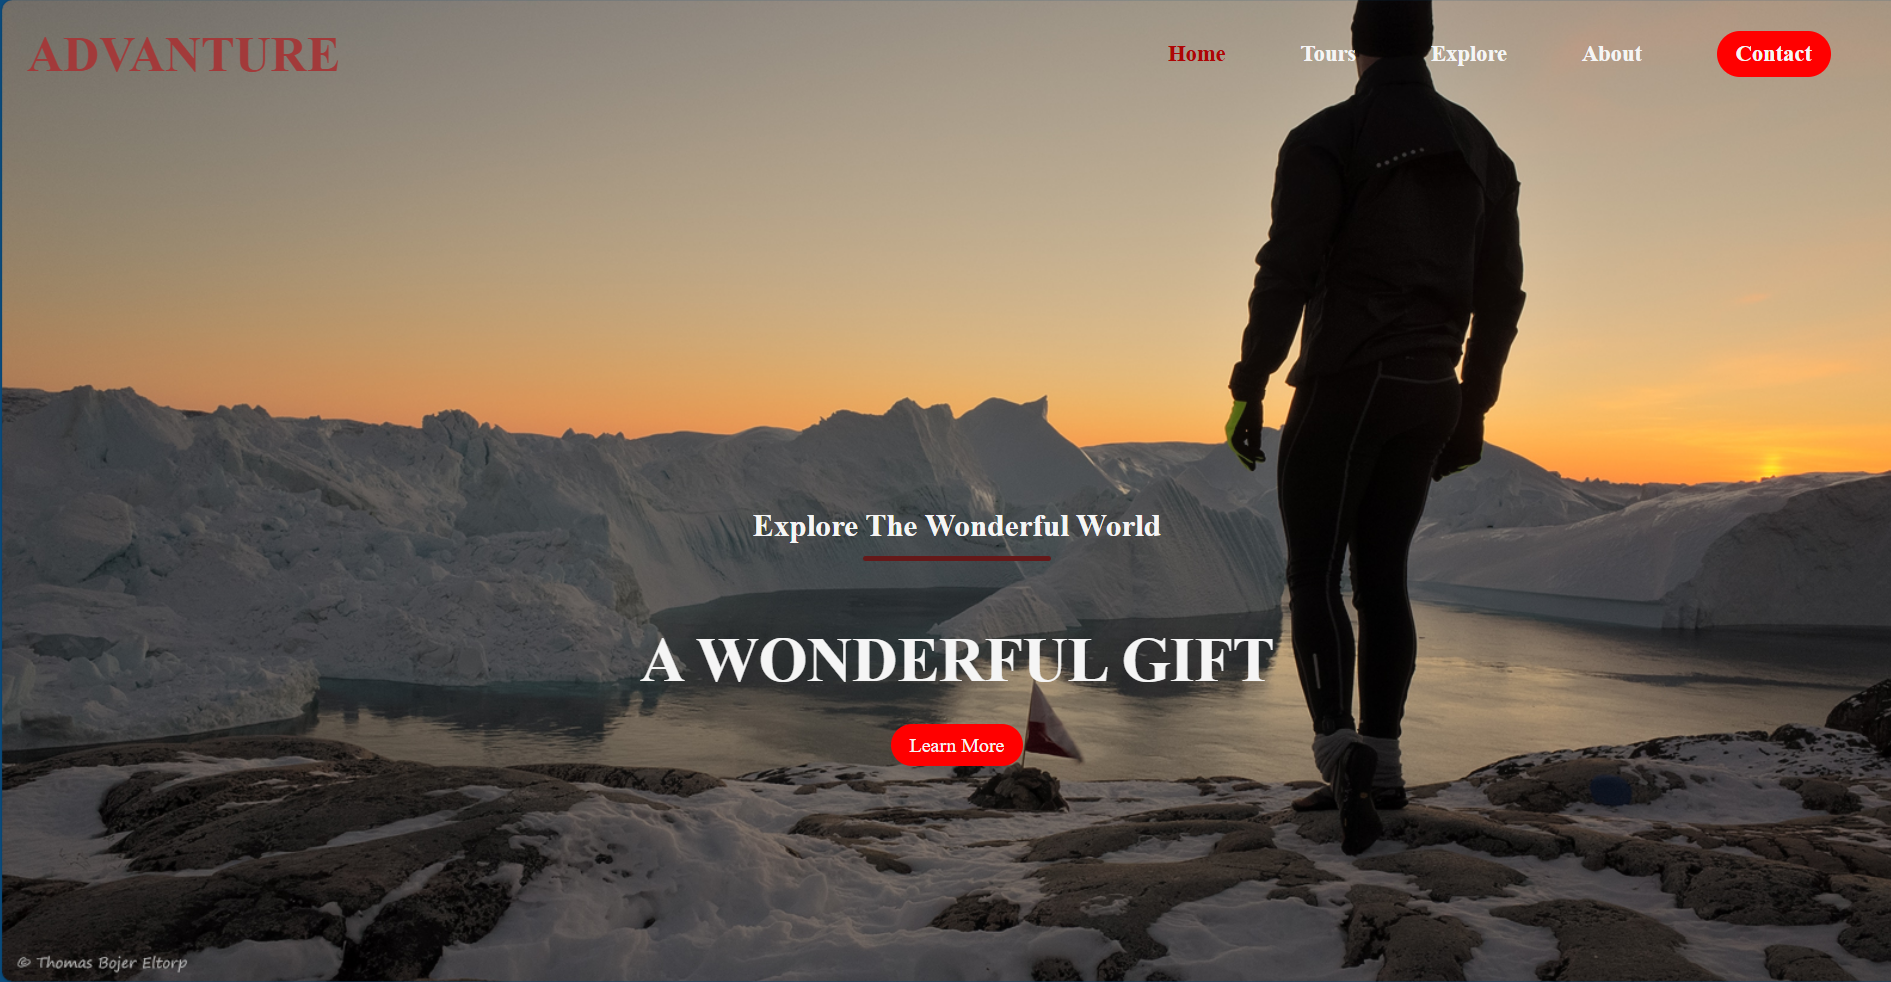 ADVANTURE
Home Tours Explore About Contact
Explore The Wonderful World
A WONDERFUL GIFT
Learn More
© Thomas Bojer Eltorp